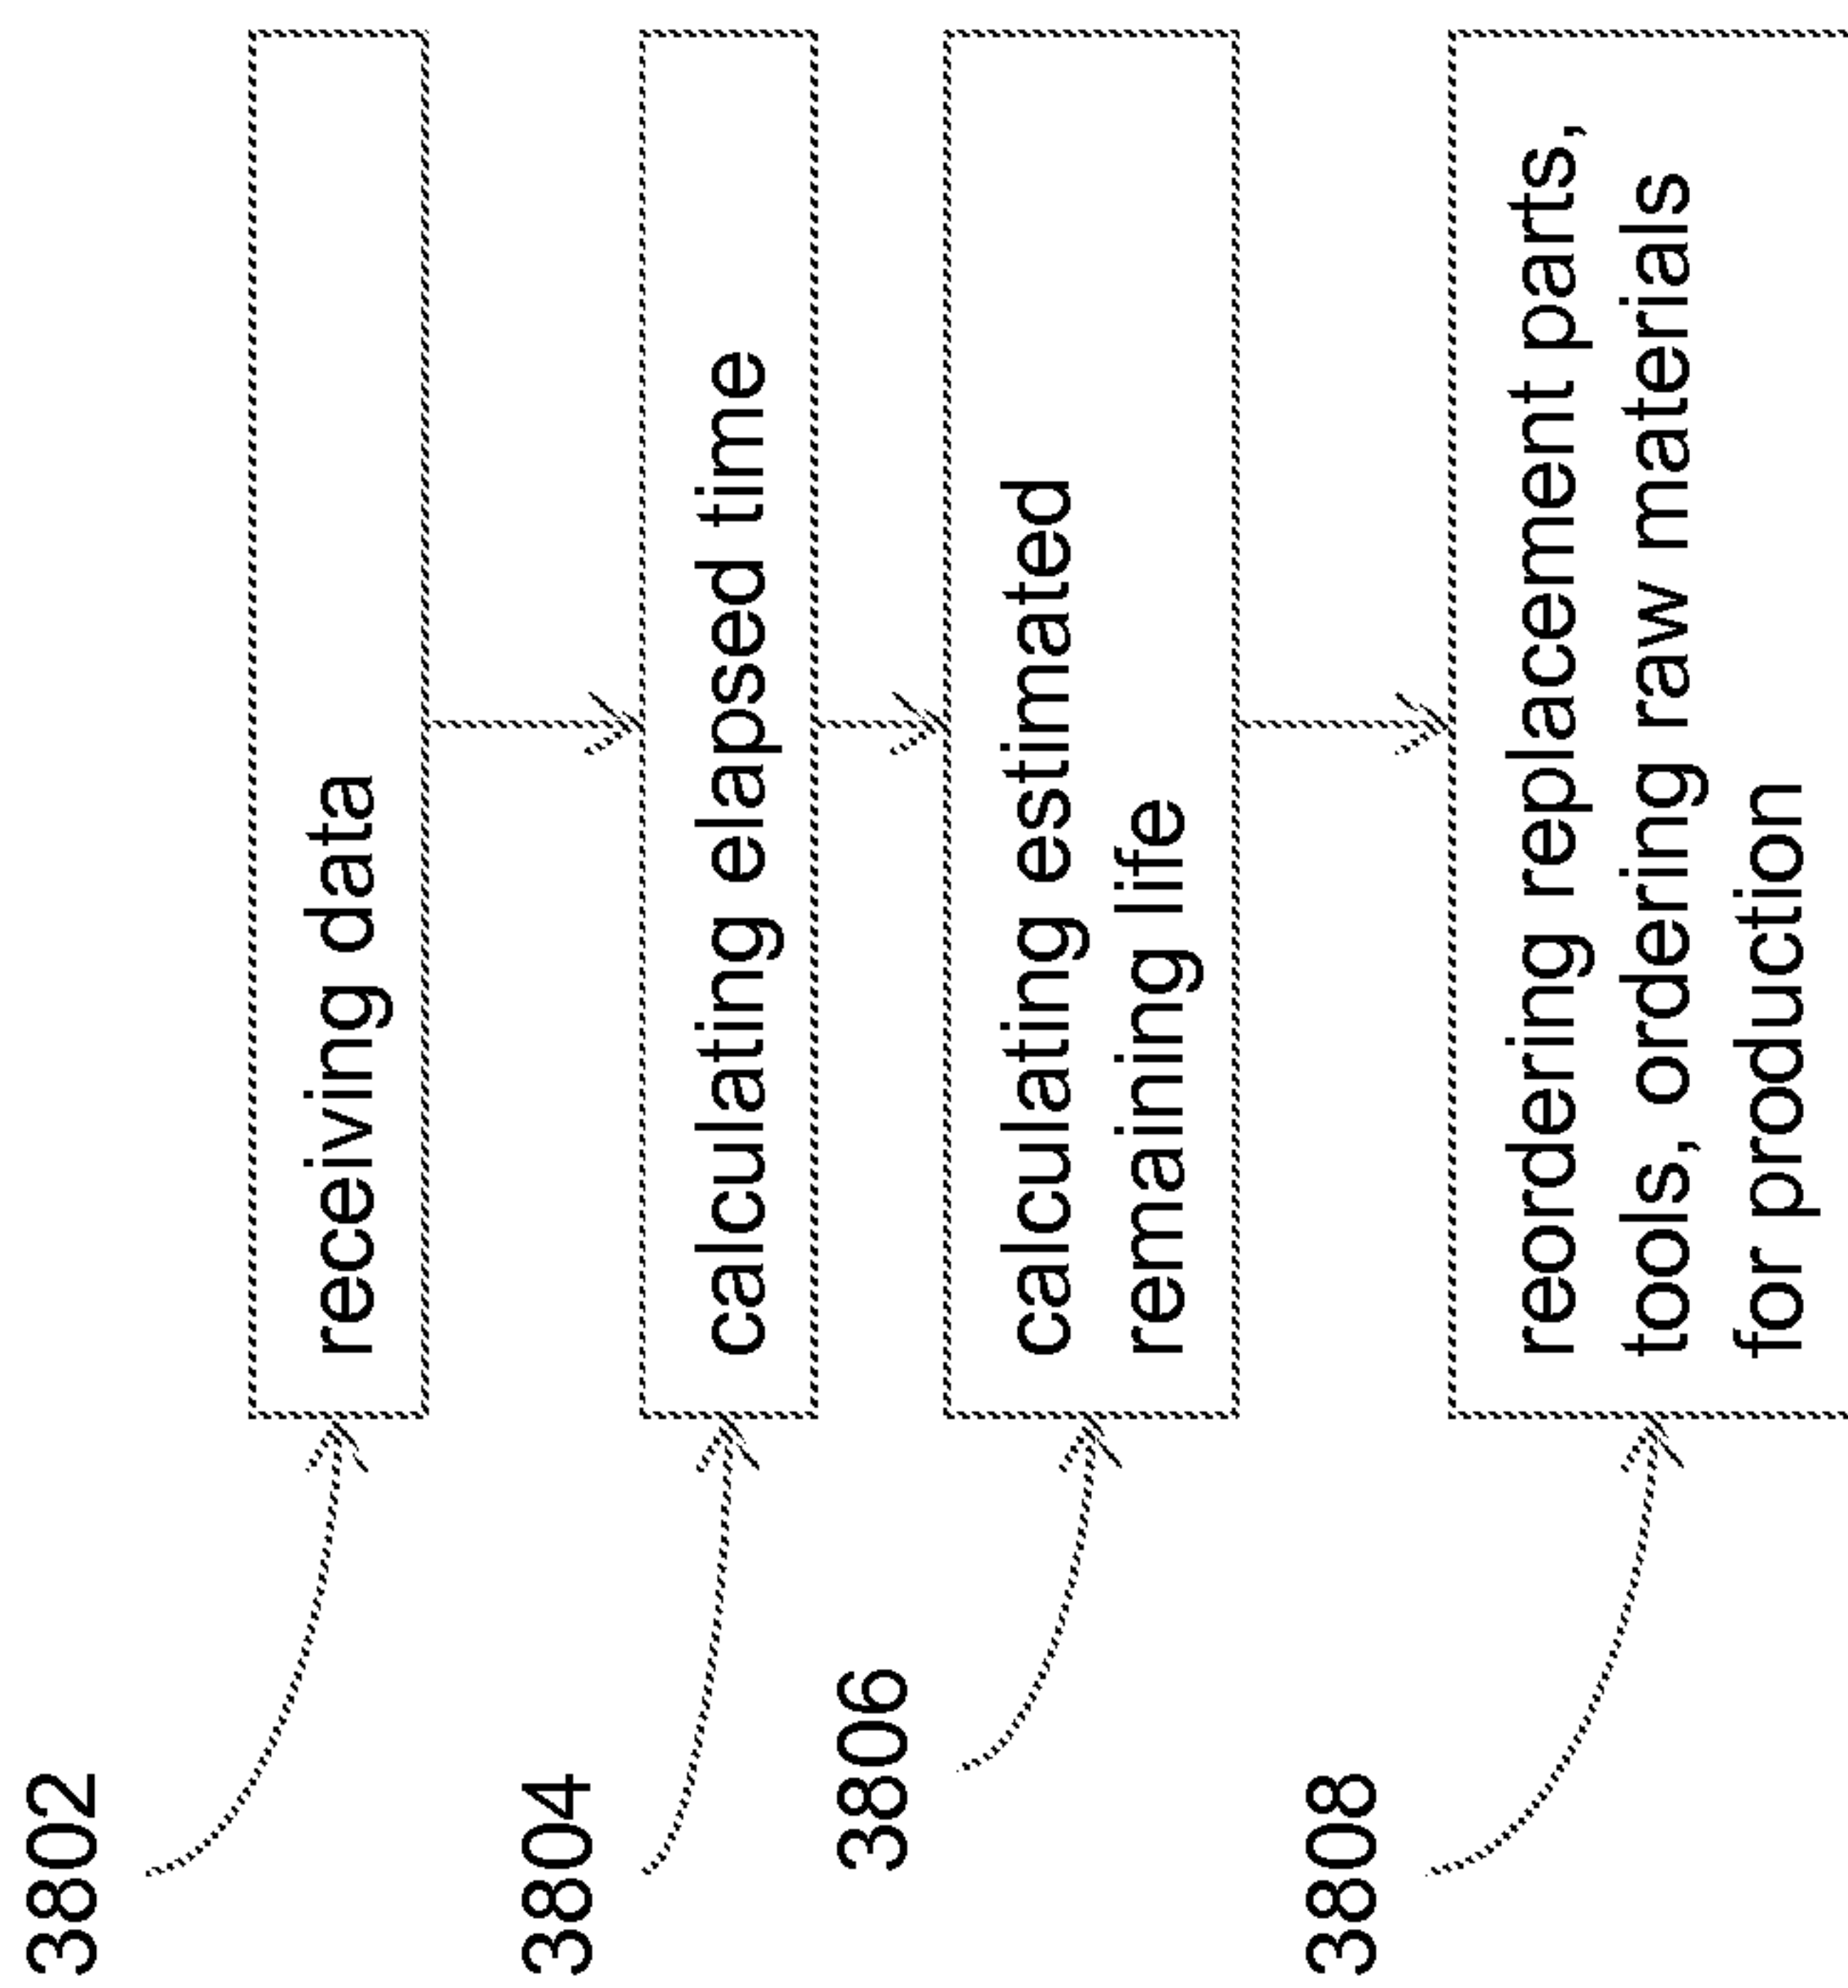 3802
receiving data
3804
calculating elapsed time
3806
calculating estimated
remaining life
3808
reordering replacement parts,
tools, ordering raw materials
for production